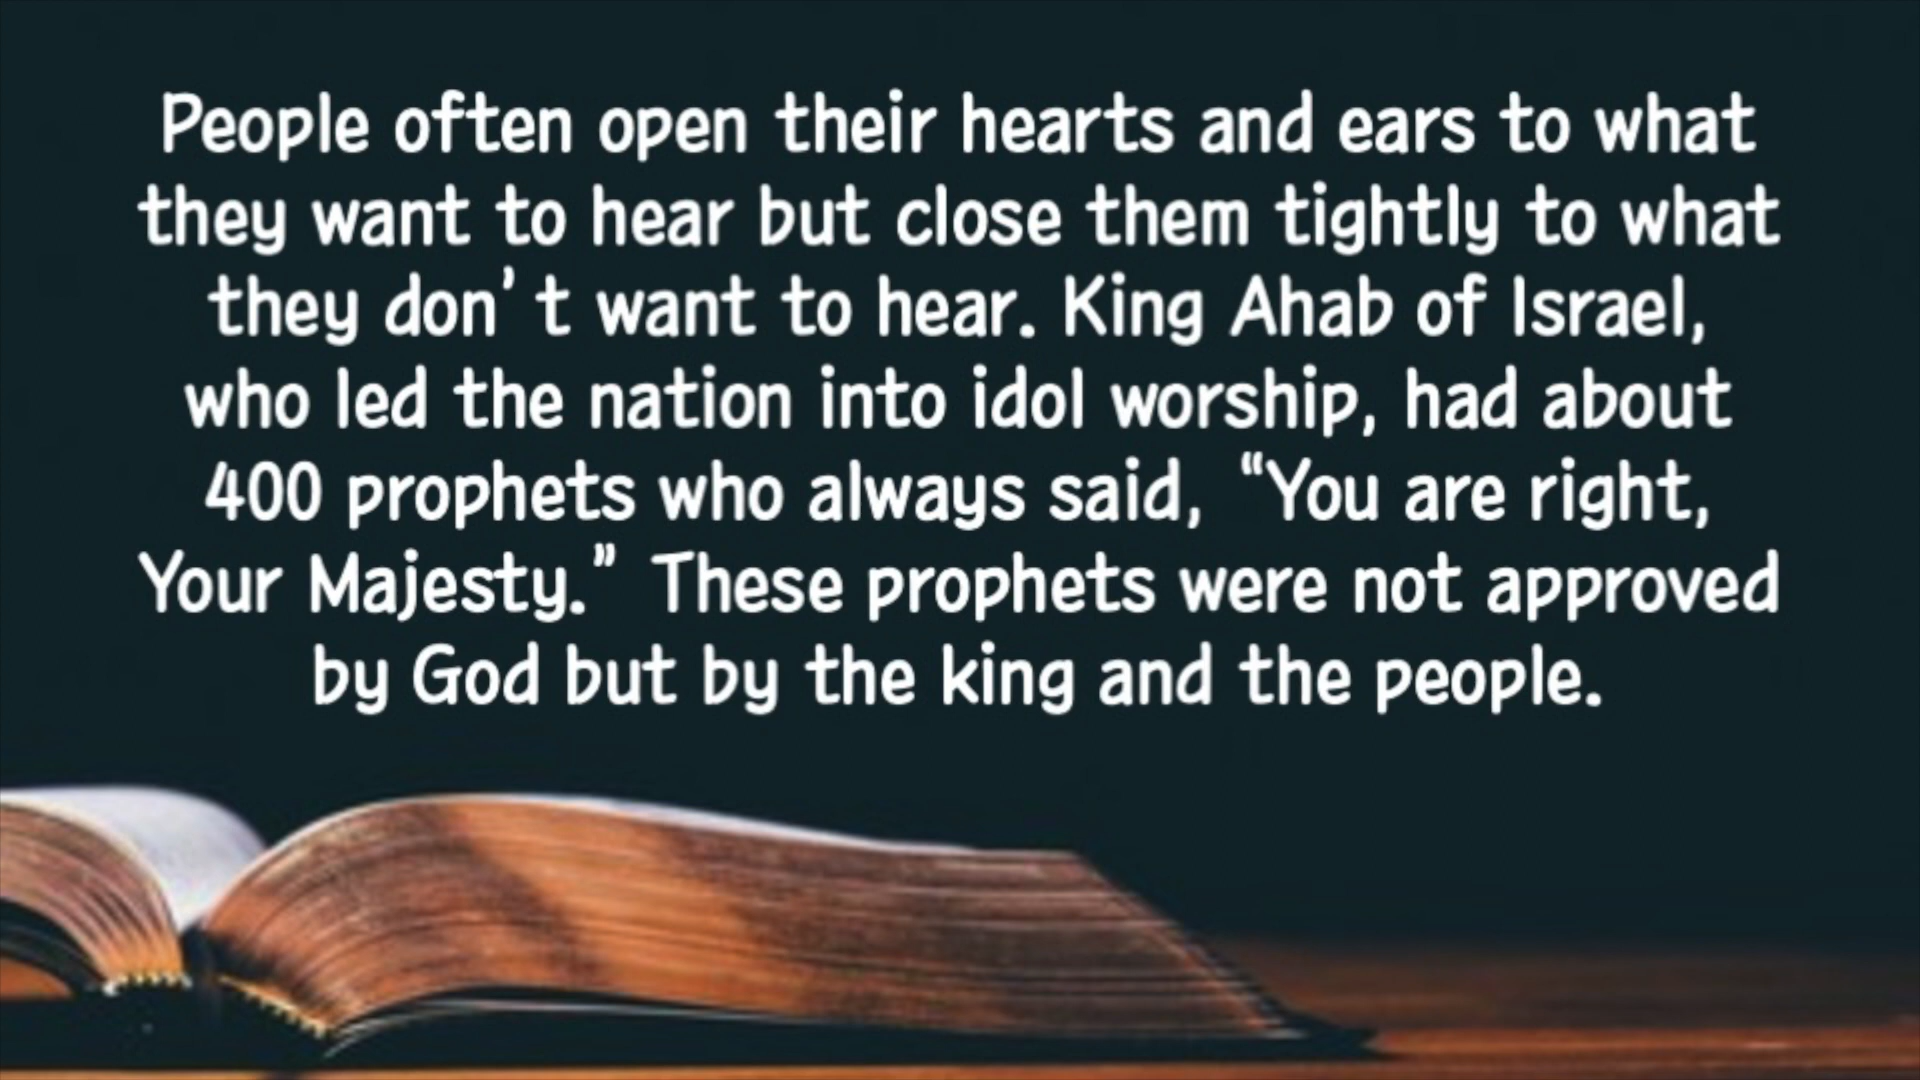 People often open their hearts and ears to what
they want to hear but close them tightly to what
they don’t want to hear. King Ahab of Israel,
who led the nation into idol worship, had about
400 prophets who always said, “You are right,
Your Majesty.” These prophets were not approved
by God but by the king and the people.